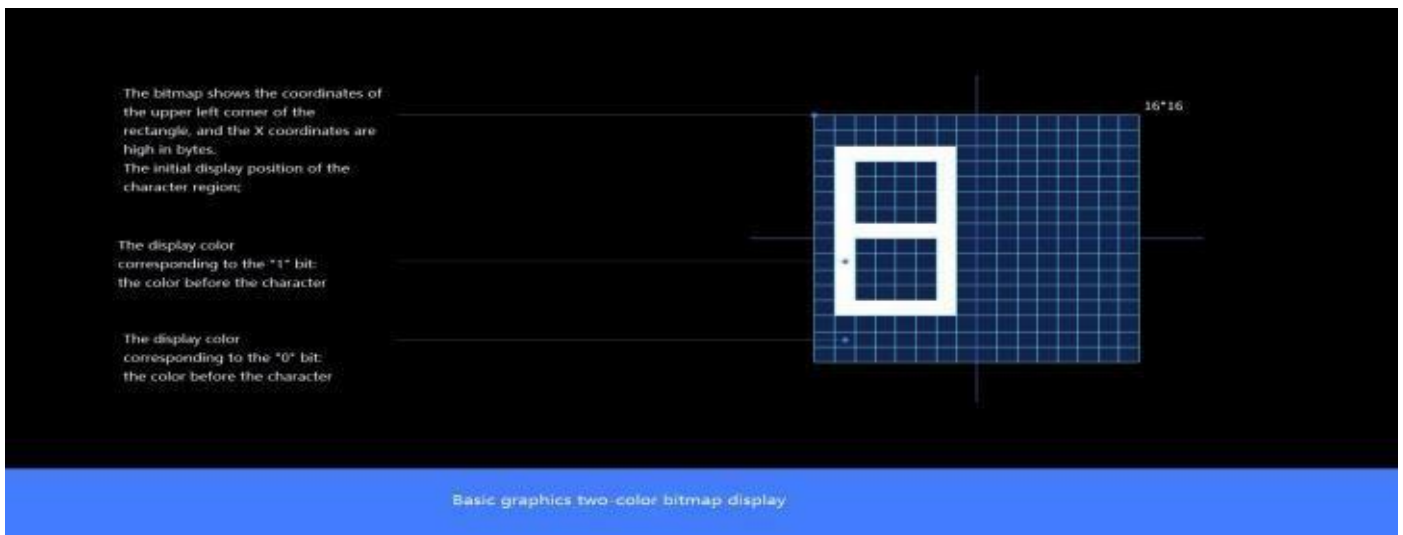 The bitmap shows the coordinates of
the upper left corner of the
rectangle, and the X coordinates are
high in bytes.
The initial display position of the
character region;
16*16
The display color
corresponding to the "1" bit:
the color before the character
The display color
corresponding to the "0" bit:
the color before the character
Basic graphics two-color bitmap display